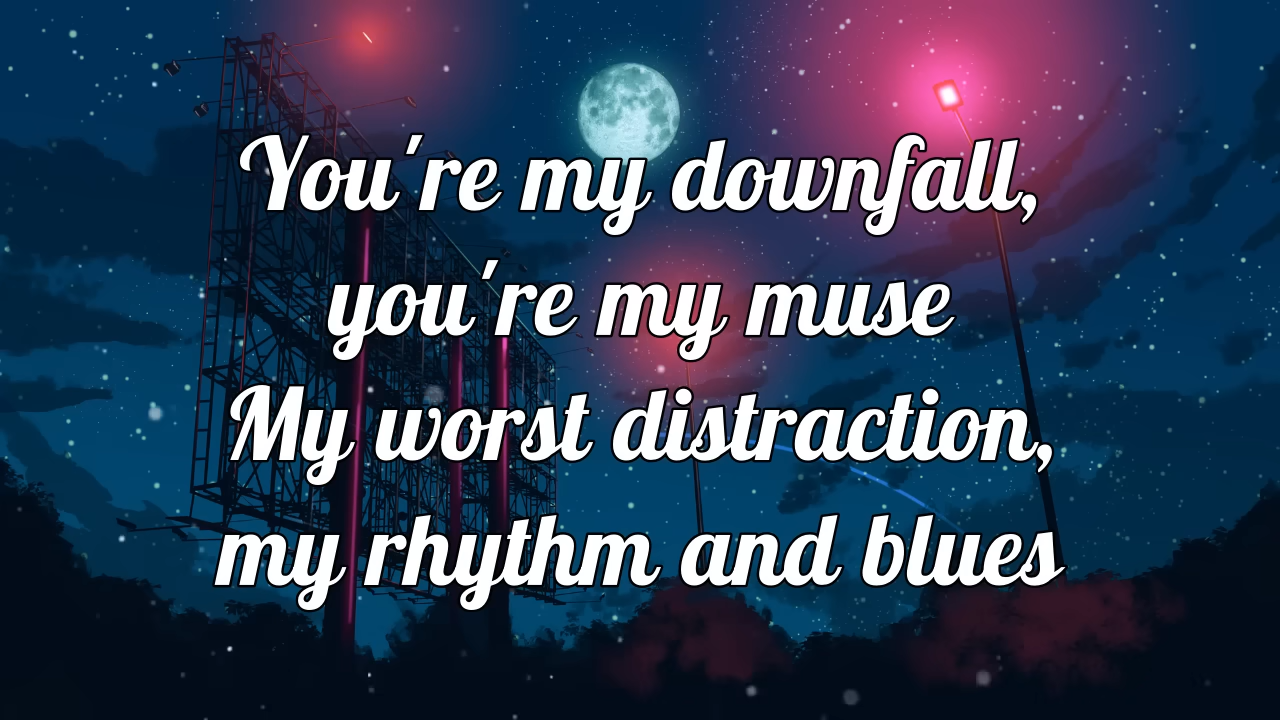 You're my downfall,
you're my muse
My worst distraction,
my rhythm and blues